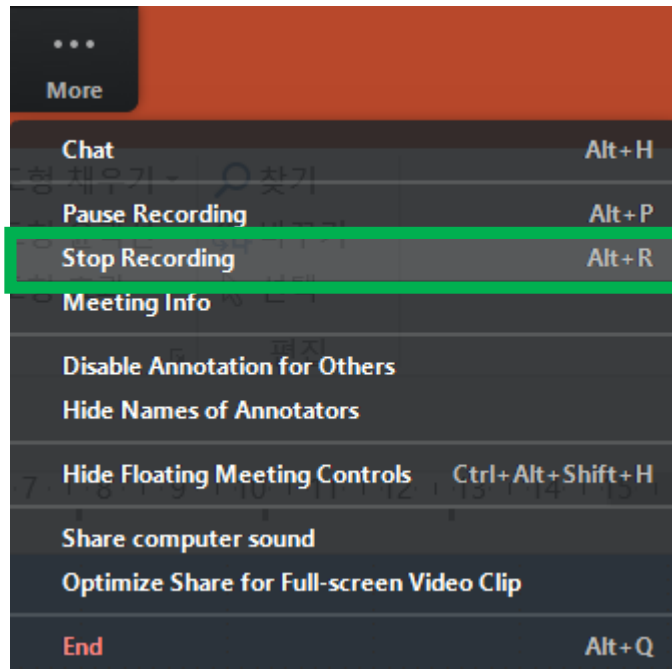 More
Chat Alt+H
찾기
Pause Recording Alt+P
Stop Recording Alt+R
Meeting Info
Disable Annotation for Others
Hide Names of Annotators
Hide Floating Meeting Controls Ctrl+Alt+Shift+H
Share computer sound
Optimize Share for Full-screen Video Clip
End Alt+Q